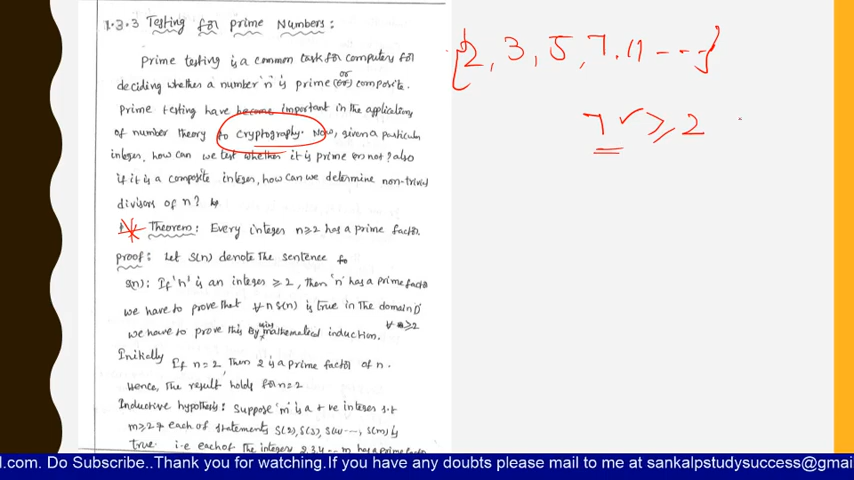 1.3.3 Testing for prime Numbers:
prime testing is a common task for computers for
deciding whether a number 'n' is prime (or) composite.
prime testing have become important in the applications
of number theory to cryptography. Now, given a particular
integer, how can we test whether it is prime or not? also
if it is a composite integer, how can we determine non-trivial
divisors of n?
Theorem: Every integer n≥2 has a prime factor.
proof: Let S(n) denote the sentence
S(n): If 'n' is an integer ≥2, then 'n' has a prime factor
we have to prove that ∀n S(n) is true in the domain D
∀ n≥2
we have to prove this By using mathematical induction.
Initially
If n=2, Then 2 is a prime factor of n.
Hence, The result holds for n=2
Inductive hypothesis: suppose 'm' is a +ve integer s.t
m≥2 & each of statements S(2), S(3), S(4)..., S(m) is
true. i.e each of The integer 2,3,4... m has a prime factor
{2, 3, 5, 7. 11 ---}
7 ✓ ≥ 2
l.com. Do Subscribe..Thank you for watching.If you have any doubts please mail to me at sankalpstudysuccess@gmai